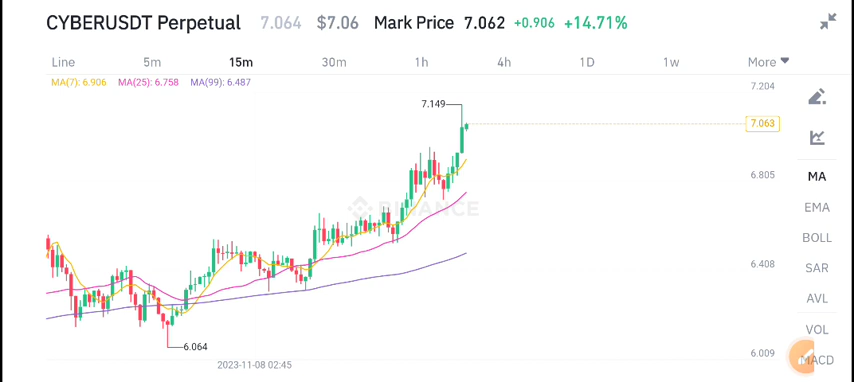 CYBERUSDT Perpetual 7.064 $7.06 Mark Price 7.062 +0.906 +14.71%
Line 5m 15m 30m 1h 4h 1D 1w More
MA(7): 6.906 MA(25): 6.758 MA(99): 6.487
7.204
7.149
7.063
6.805
MA
BINANCE
EMA
BOLL
6.408
SAR
AVL
VOL
6.064
6.009
MACD
2023-11-08 02:45